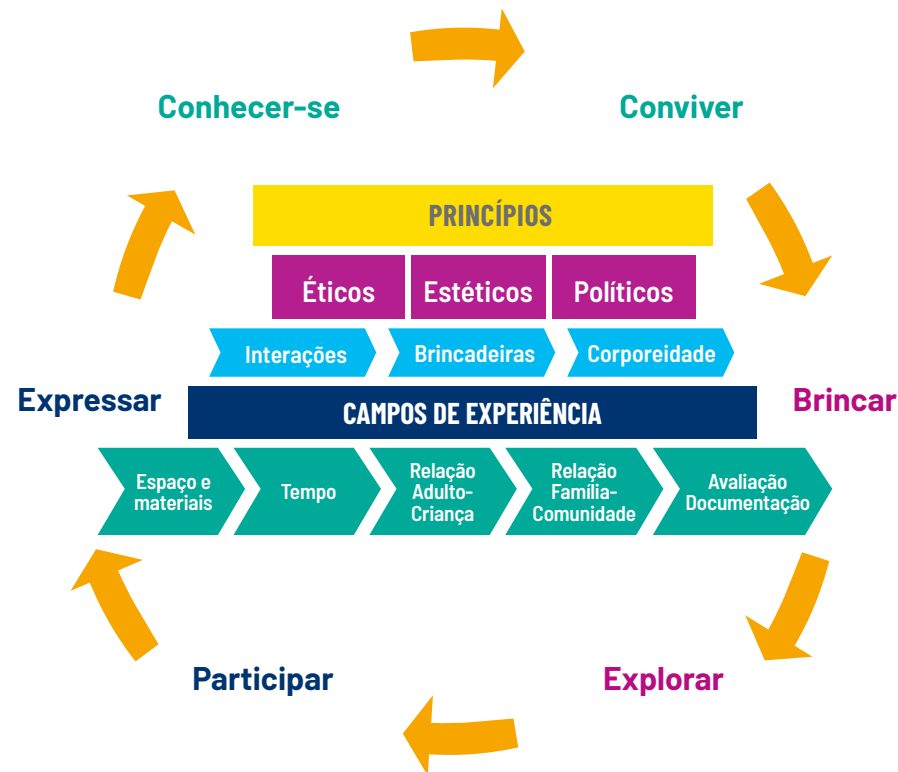 Conhecer-se
Conviver
PRINCÍPIOS
Éticos
Estéticos
Políticos
Interações
Brincadeiras
Corporeidade
Expressar
CAMPOS DE EXPERIÊNCIA
Brincar
Espaço e
materiais
Tempo
Relação
Adulto-
Criança
Relação
Família-
Comunidade
Avaliação
Documentação
Participar
Explorar